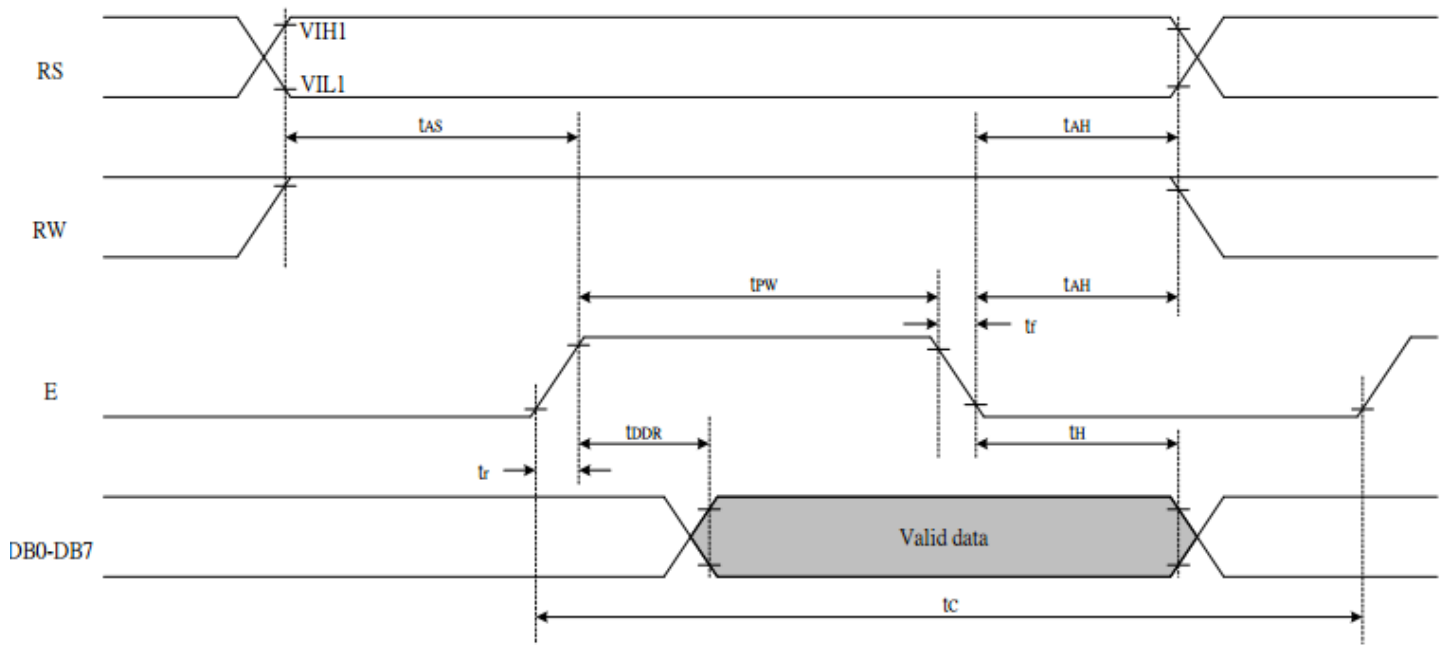 VIH1
RS
VIL1
tAS
tAH
RW
tPW
tAH
tf
E
tDDR
tH
tr
Valid data
DB0-DB7
tC